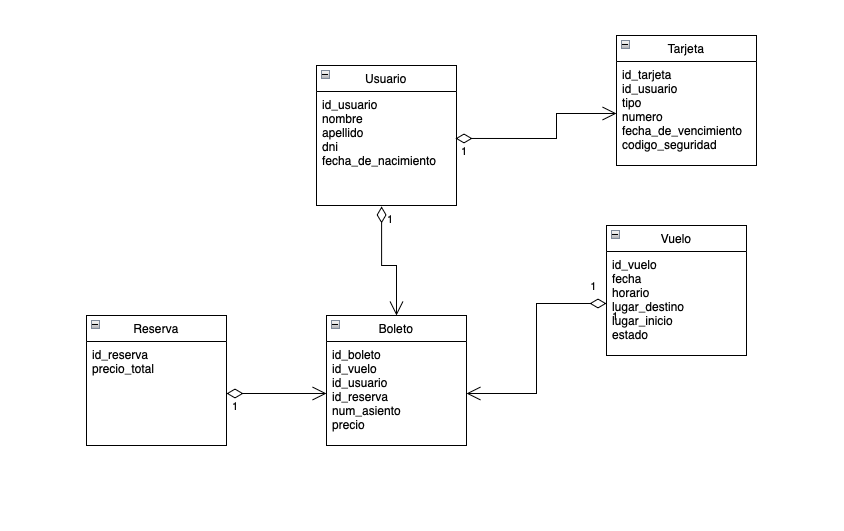 Tarjeta
id_tarjeta
id_usuario
tipo
numero
fecha_de_vencimiento
codigo_seguridad
Usuario
id_usuario
nombre
apellido
dni
fecha_de_nacimiento
1
1
Vuelo
id_vuelo
fecha
horario
lugar_destino
lugar_inicio
estado
1
1
Reserva
id_reserva
precio_total
1
Boleto
id_boleto
id_vuelo
id_usuario
id_reserva
num_asiento
precio